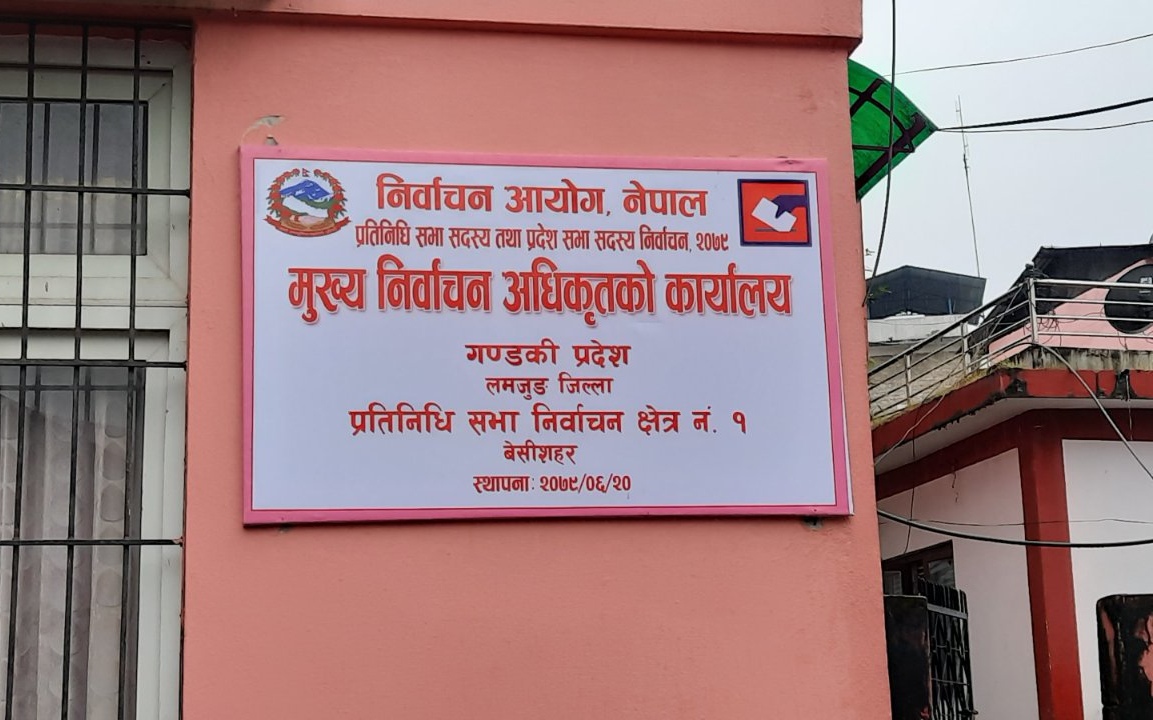 निर्वाचन आयोग, नेपाल
प्रतिनिधि सभा सदस्य तथा प्रदेश सभा सदस्य निर्वाचन, २०७९
मुख्य निर्वाचन अधिकृतको कार्यालय
गण्डकी प्रदेश
लमजुङ जिल्ला
प्रतिनिधि सभा निर्वाचन क्षेत्र नं. १
बेसीशहर
स्थापना: २०७९/०६/२०